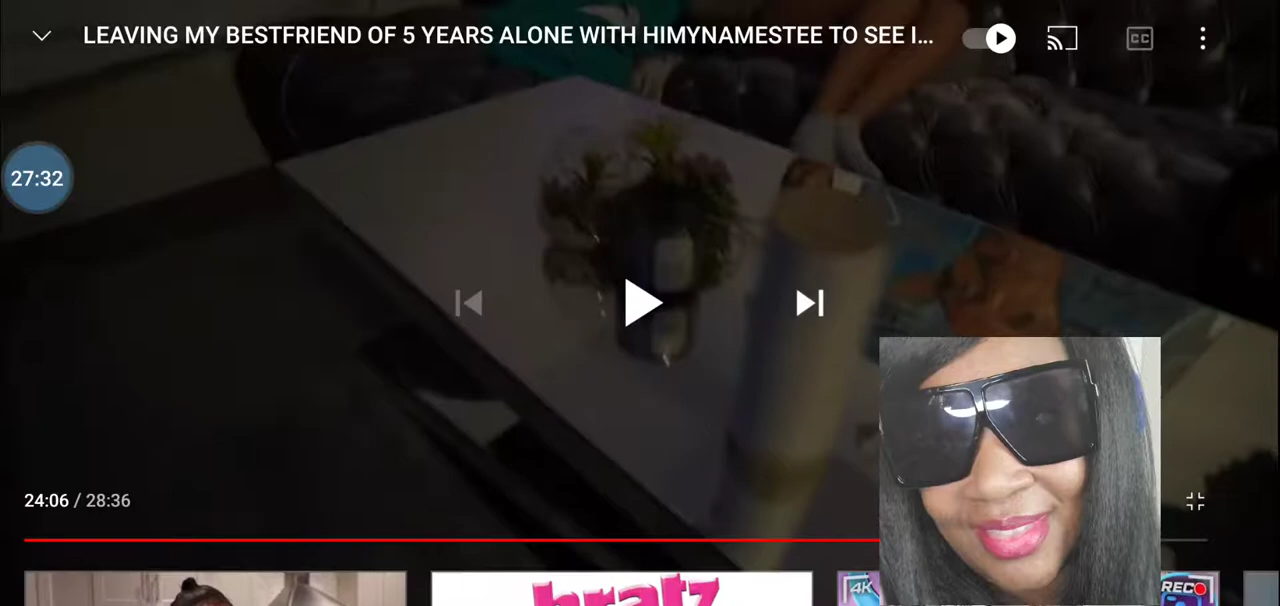 LEAVING MY BESTFRIEND OF 5 YEARS ALONE WITH HIMYNAMESTEE TO SEE I...
CC
27:32
24:06 / 28:36
bratz
4K
REC